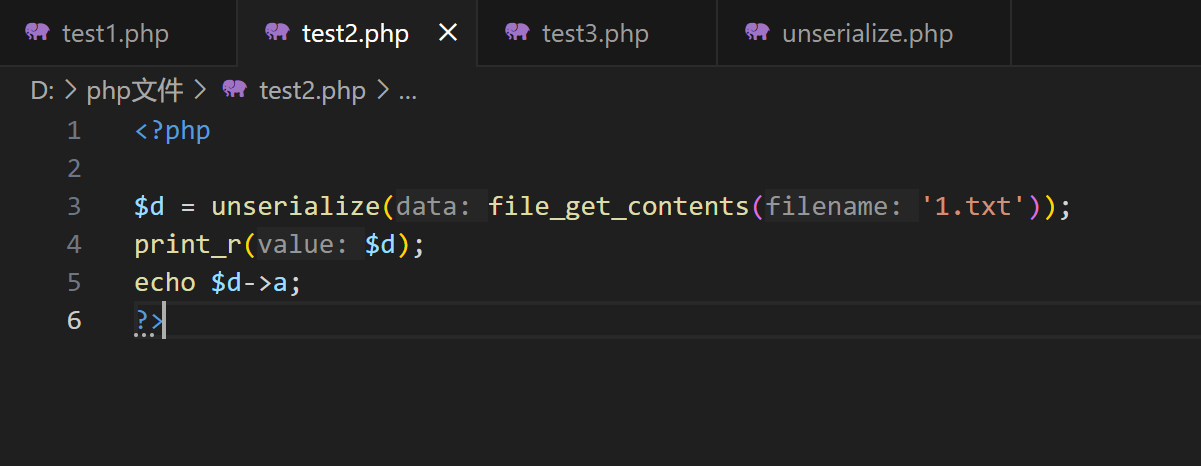 test1.php test2.php test3.php unserialize.php
D: > php文件 > test2.php > ...
1 <?php
2
3 $d = unserialize(data: file_get_contents(filename: '1.txt'));
4 print_r(value: $d);
5 echo $d->a;
6 ?>